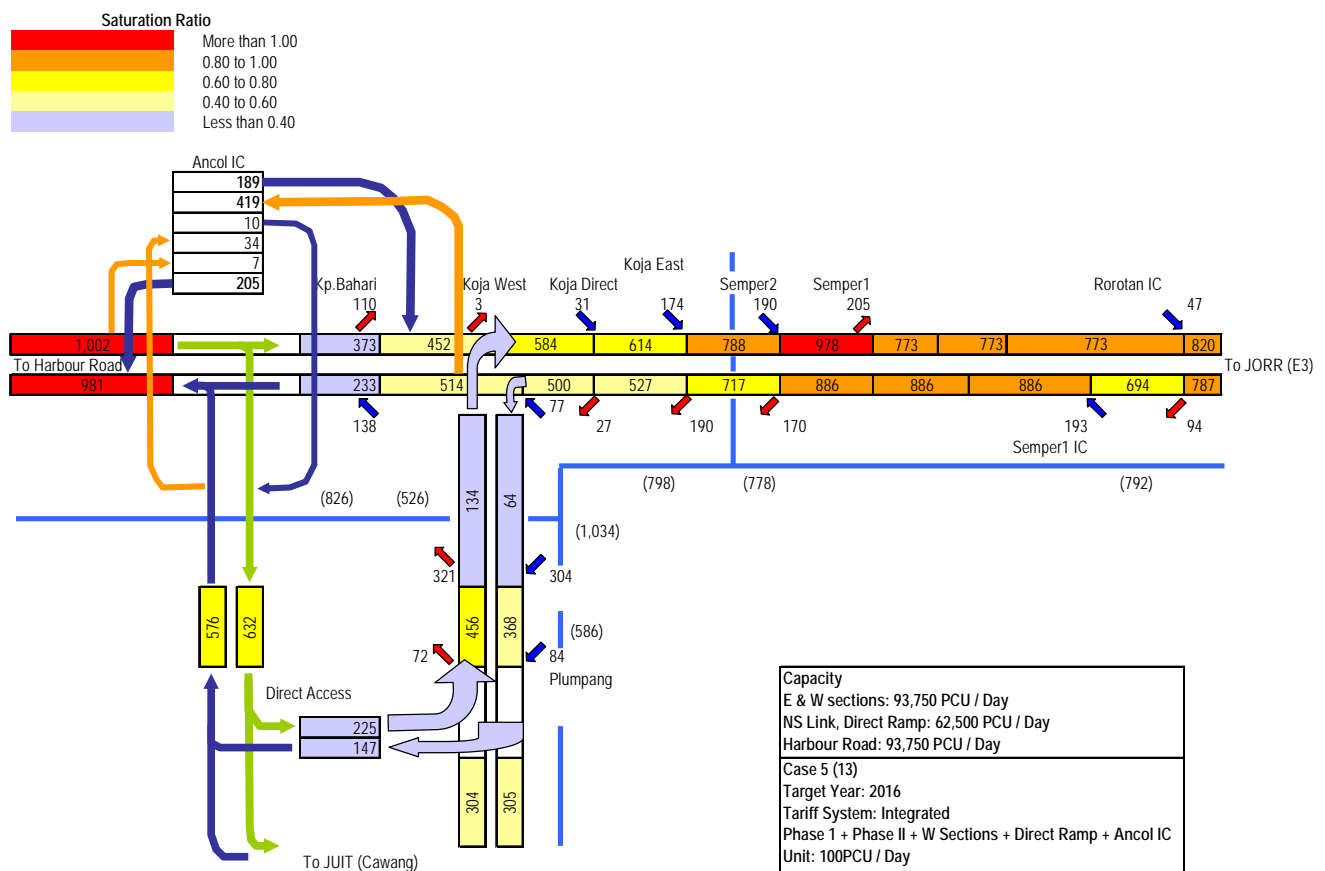 Saturation Ratio
More than 1.00
0.80 to 1.00
0.60 to 0.80
0.40 to 0.60
Less than 0.40
Ancol IC
189
419
10
34
7
205
Koja East
Kp.Bahari
Koja West
Koja Direct
Semper2
Semper1
Rorotan IC
110
3
31
174
190
205
47
1,002
373
452
584
614
788
978
773
773
773
820
To Harbour Road
To JORR (E3)
981
233
514
500
527
717
886
886
886
694
787
138
77
27
190
170
193
94
Semper1 IC
(826)
(526)
134
64
(798)
(778)
(792)
(1,034)
321
304
576
632
456
368
(586)
72
84
Plumpang
Direct Access
225
147
304
305
To JUIT (Cawang)
Capacity
E & W sections: 93,750 PCU / Day
NS Link, Direct Ramp: 62,500 PCU / Day
Harbour Road: 93,750 PCU / Day
Case 5 (13)
Target Year: 2016
Tariff System: Integrated
Phase 1 + Phase II + W Sections + Direct Ramp + Ancol IC
Unit: 100PCU / Day